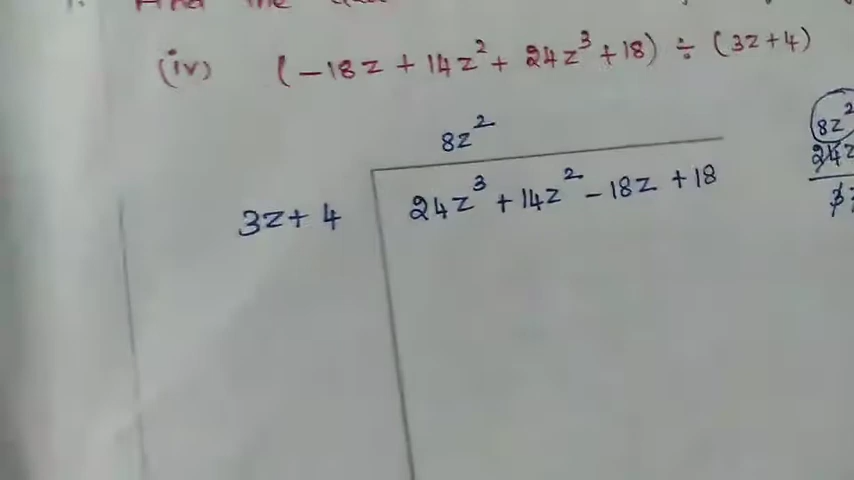 (iv) (-18z + 14z² + 24z³ + 18) ÷ (3z+4)
8z²
3z+ 4 24z³ + 14z² - 18z + 18
8z²